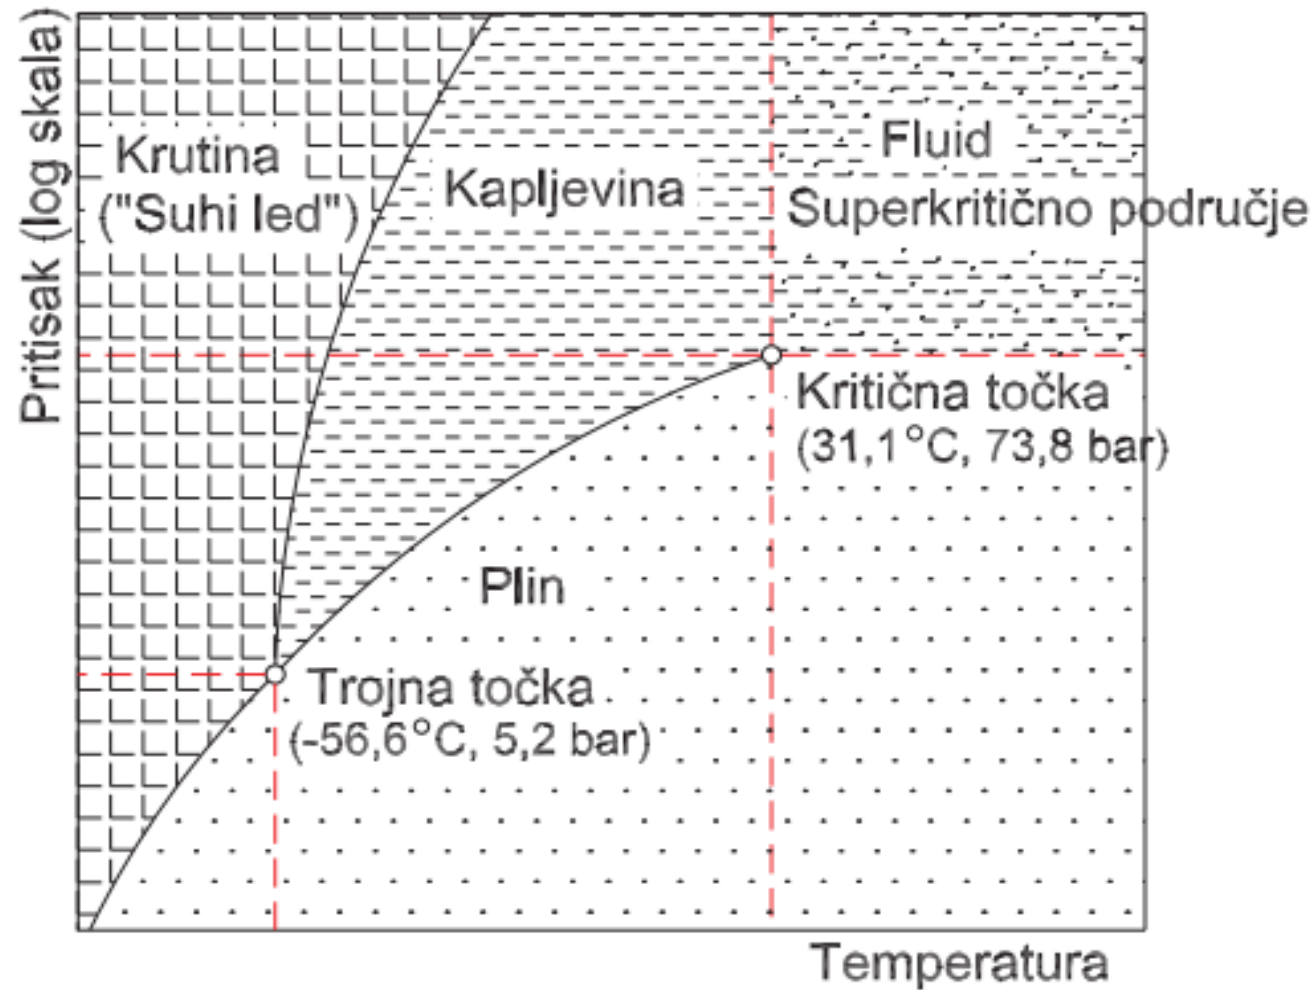 Pritisak (log skala)
Krutina
("Suhi led")
Kapljevina
Fluid
Superkritično područje
Kritična točka
(31,1°C, 73,8 bar)
Plin
Trojna točka
(-56,6°C, 5,2 bar)
Temperatura